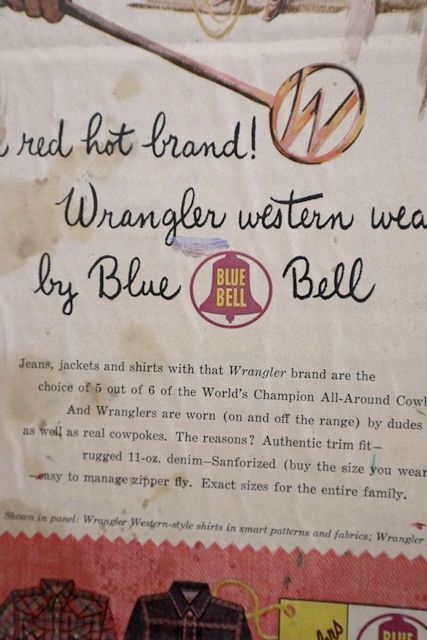 W
red hot brand!
Wrangler western
by Blue BLUE BELL Bell
Jeans, jackets and shirts with that Wrangler brand are the
choice of 5 out of 6 of the World's Champion All-Around
And Wranglers are worn (on and off the range) by dudes
as well as real cowpokes. The reasons? Authentic trim fit—
rugged 11-oz. denim—Sanforized (buy the size you wear
—easy to manage zipper fly. Exact sizes for the entire family.
Shown in panel: Wrangler Western-style shirts in smart patterns and fabrics; Wrangler
BLUE